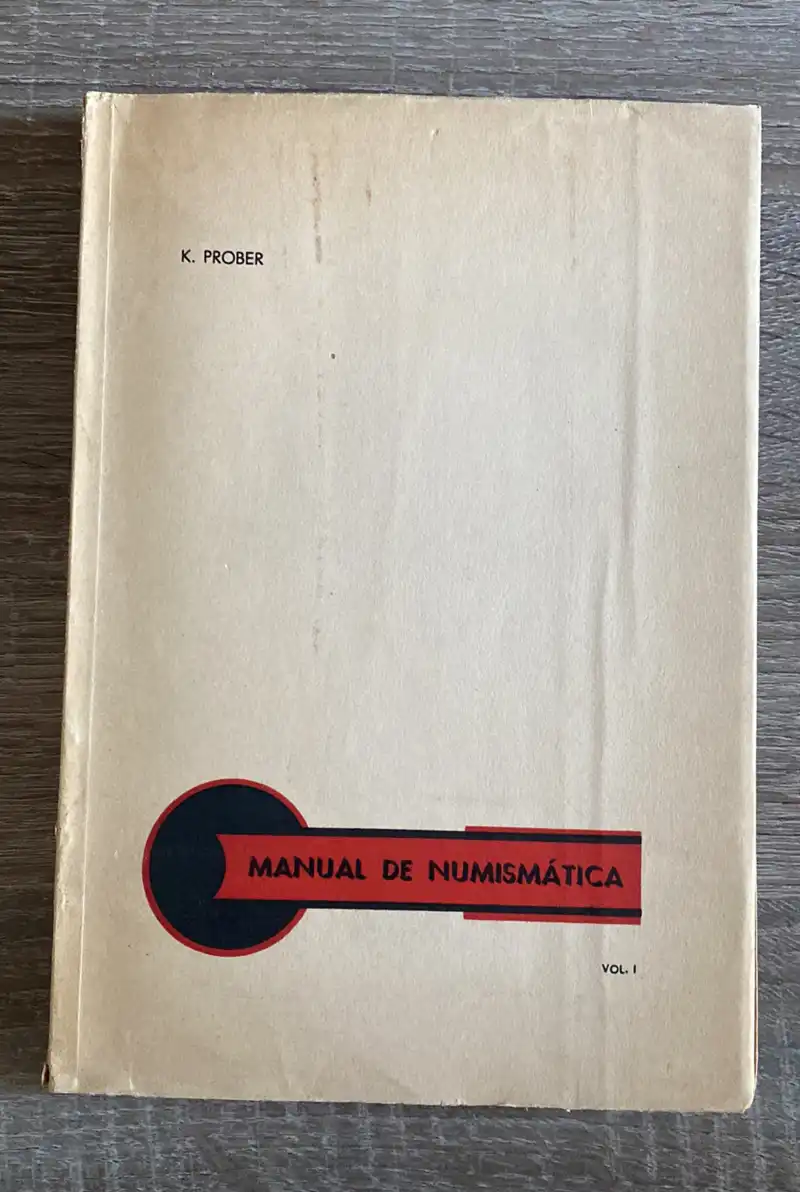 K. PROBER
MANUAL DE NUMISMÁTICA
VOL. I